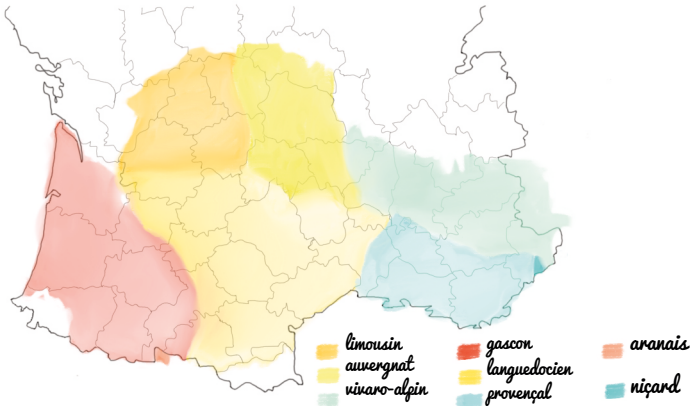 limousin
auvergnat
vivaro-alpin
gascon
languedocien
provençal
aranais
niçard